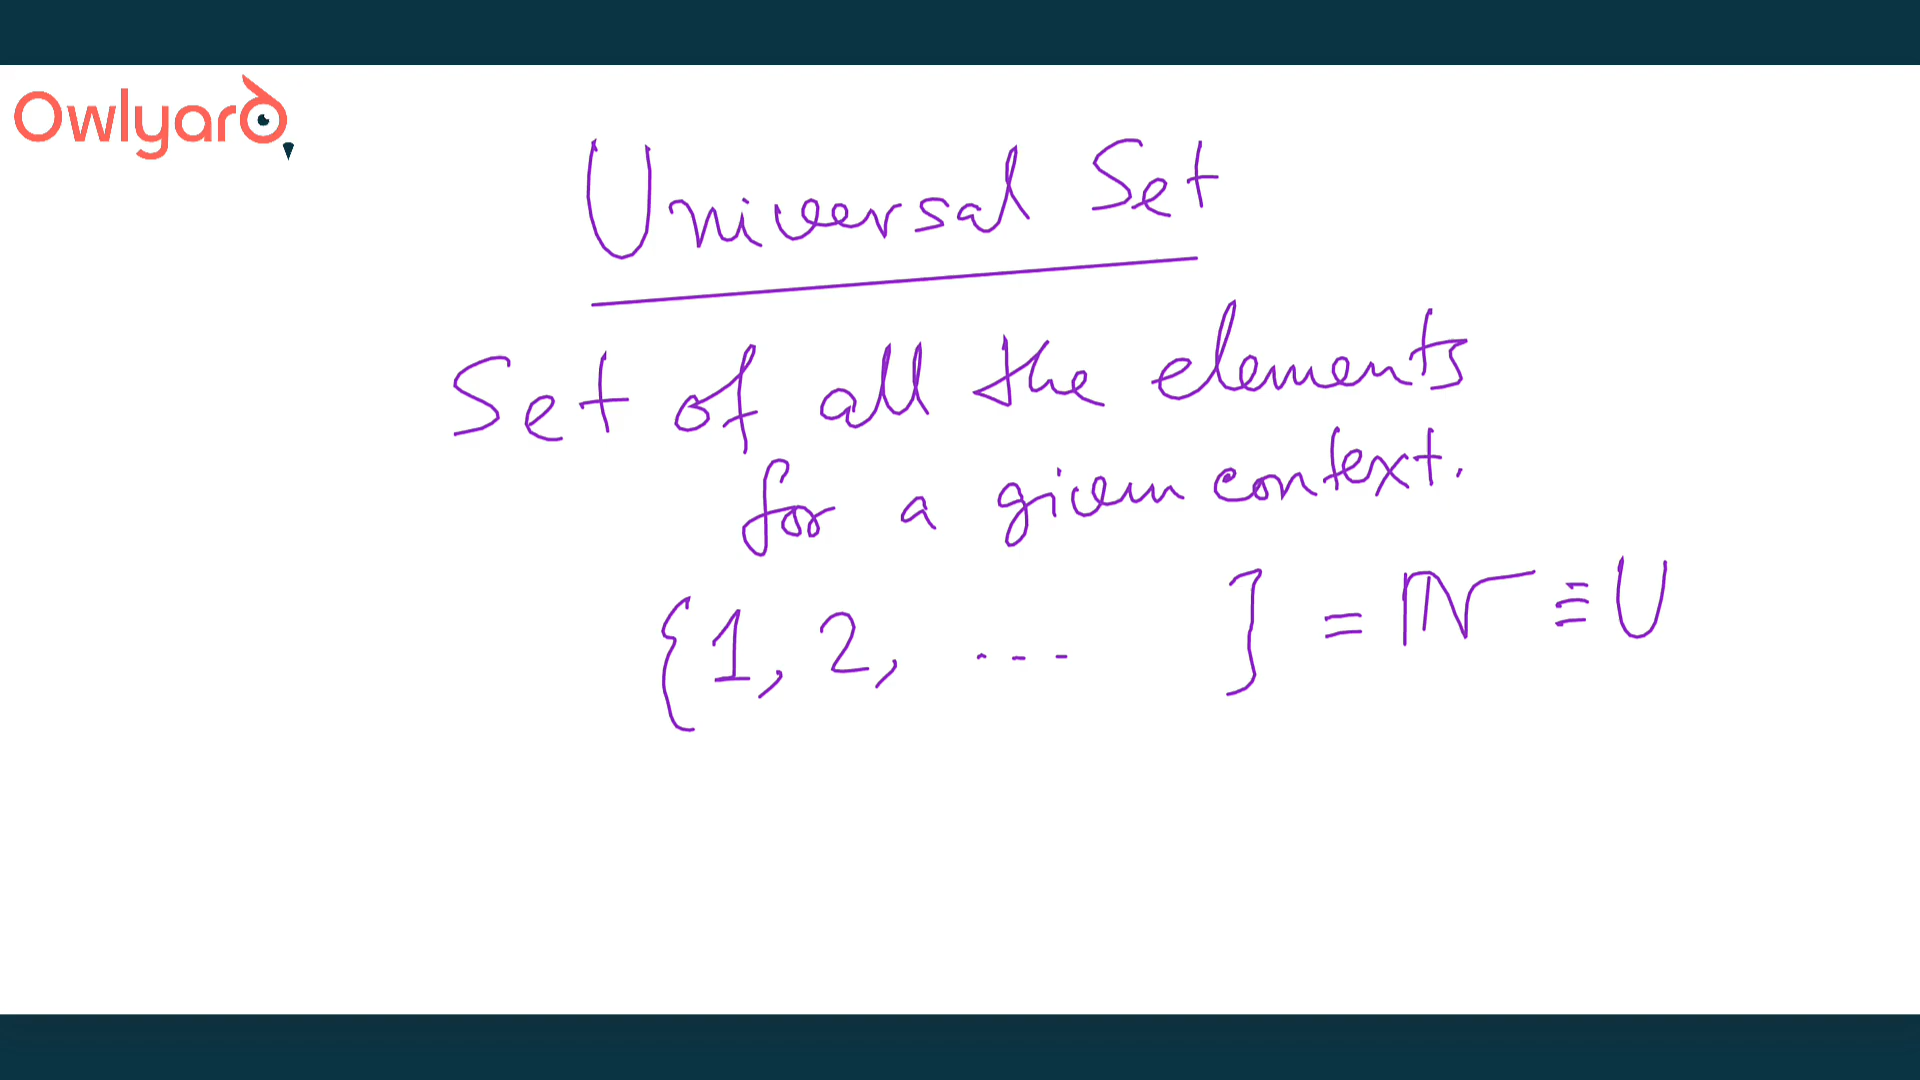 Owlyard
Universal Set
Set of all the elements
for a given context.
{1, 2, ... } = ℕ ≡ U